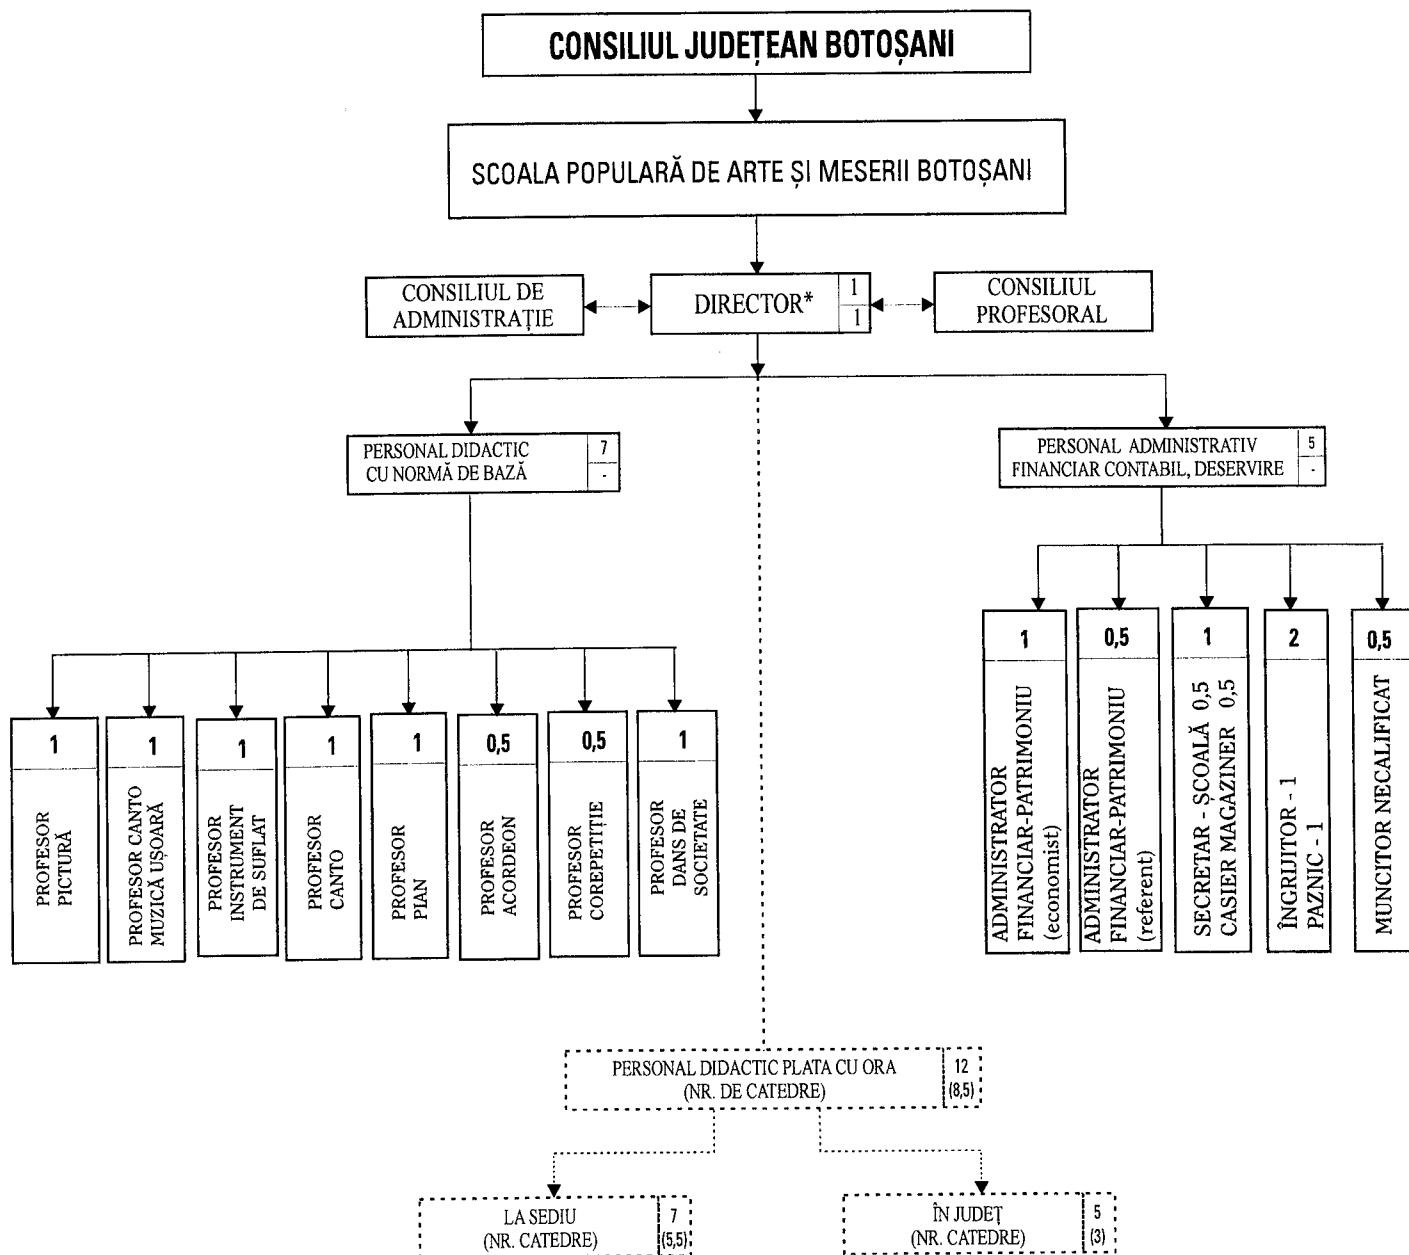 CONSILIUL JUDEȚEAN BOTOȘANI
SCOALA POPULARĂ DE ARTE ȘI MESERII BOTOȘANI
CONSILIUL DE
ADMINISTRAȚIE
DIRECTOR*
1
1
CONSILIUL
PROFESORAL
PERSONAL DIDACTIC
CU NORMĂ DE BAZĂ
7
-
PERSONAL ADMINISTRATIV
FINANCIAR CONTABIL, DESERVIRE
5
-
1
PROFESOR
PICTURĂ
1
PROFESOR CANTO
MUZICĂ UȘOARĂ
1
PROFESOR
INSTRUMENT
DE SUFLAT
1
PROFESOR
CANTO
1
PROFESOR
PIAN
0,5
PROFESOR
ACORDEON
0,5
PROFESOR
COREPETIȚIE
1
PROFESOR
DANS DE
SOCIETATE
1
ADMINISTRATOR
FINANCIAR-PATRIMONIU
(economist)
0,5
ADMINISTRATOR
FINANCIAR-PATRIMONIU
(referent)
1
SECRETAR - ȘCOALĂ 0,5
CASIER MAGAZINER 0,5
2
ÎNGRIJITOR - 1
PAZNIC - 1
0,5
MUNCITOR NECALIFICAT
PERSONAL DIDACTIC PLATA CU ORA
(NR. DE CATEDRE)
12
(8,5)
LA SEDIU
(NR. CATEDRE)
7
(5,5)
ÎN JUDEȚ
(NR. CATEDRE)
5
(3)